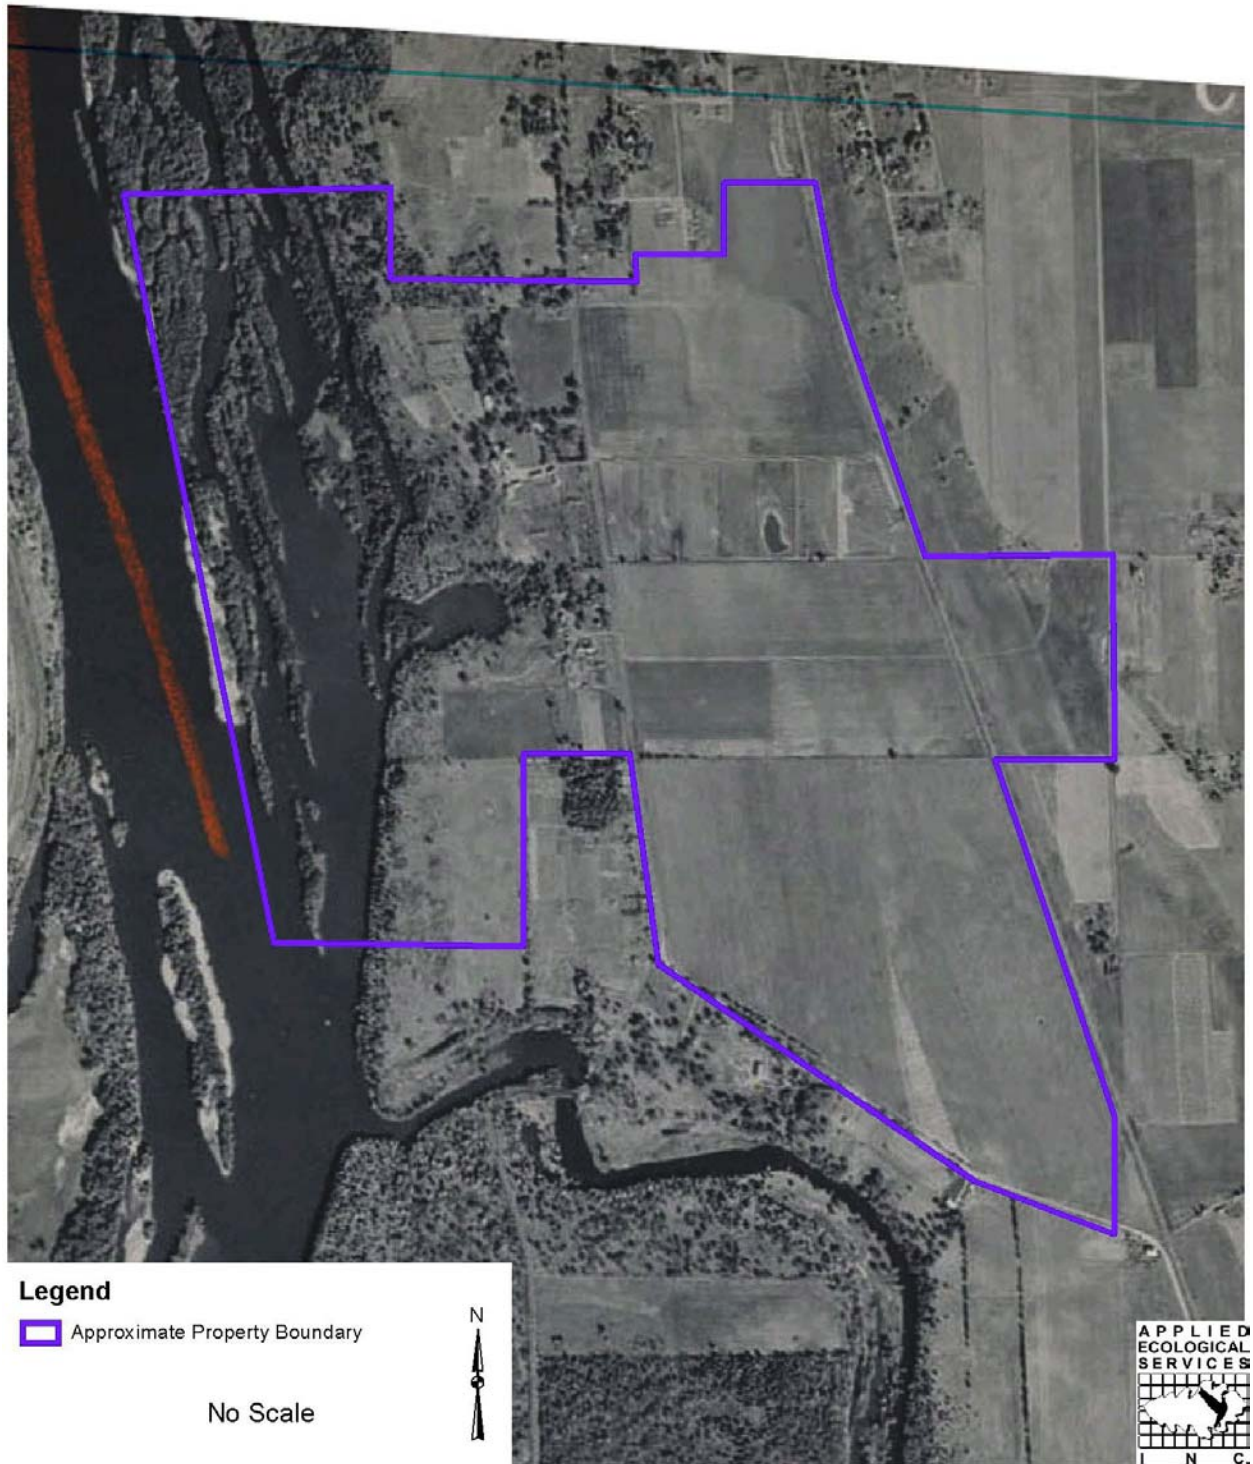 Legend
Approximate Property Boundary
N
No Scale
APPLIED
ECOLOGICAL
SERVICES
I N C.